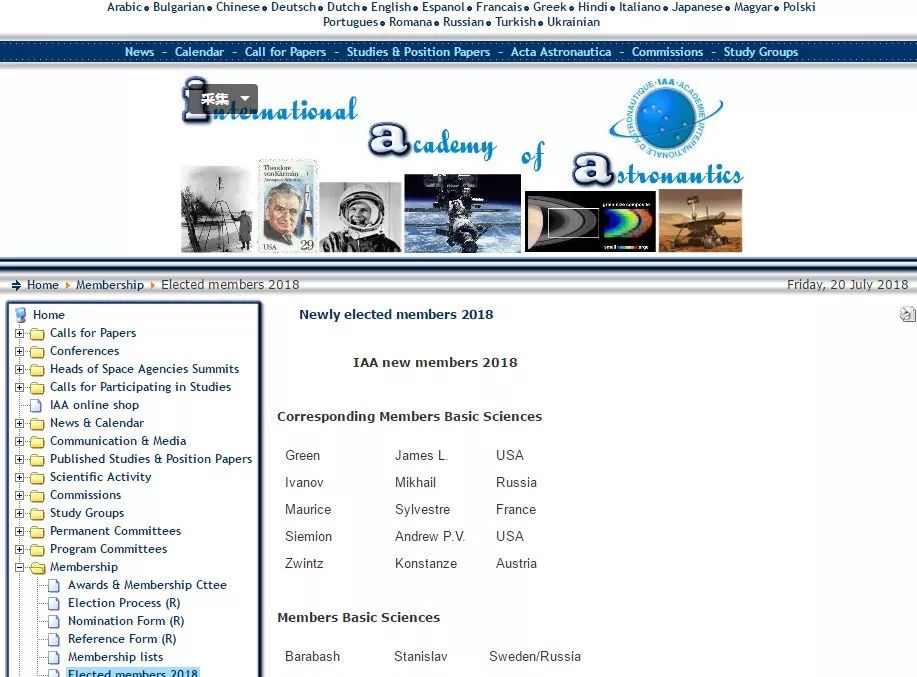 Arabic• Bulgarian• Chinese• Deutsch• Dutch• English• Espanol• Francais• Greek• Hindi• Italiano• Japanese• Magyar• Polski
Portugues• Romana• Russian• Turkish• Ukrainian
News - Calendar - Call for Papers - Studies & Position Papers - Acta Astronautica - Commissions - Study Groups
采集
International
Academy of
Astronautics
IAA
Theodore
von Kármán
Aerospace Scientist
USA 29
grain size composite
small large
Home Membership Elected members 2018
Friday, 20 July 2018
Home
Calls for Papers
Conferences
Heads of Space Agencies Summits
Calls for Participating in Studies
IAA online shop
News & Calendar
Communication & Media
Published Studies & Position Papers
Scientific Activity
Commissions
Study Groups
Permanent Committees
Program Committees
Membership
Awards & Membership Cttee
Election Process (R)
Nomination Form (R)
Reference Form (R)
Membership lists
Elected members 2018
Newly elected members 2018
IAA new members 2018
Corresponding Members Basic Sciences
Green James L. USA
Ivanov Mikhail Russia
Maurice Sylvestre France
Siemion Andrew P.V. USA
Zwintz Konstanze Austria
Members Basic Sciences
Barabash Stanislav Sweden/Russia